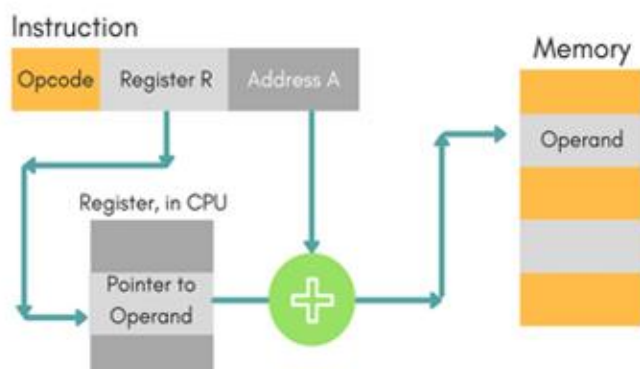 Instruction
Opcode Register R Address A
Memory
Operand
Register, in CPU
Pointer to
Operand